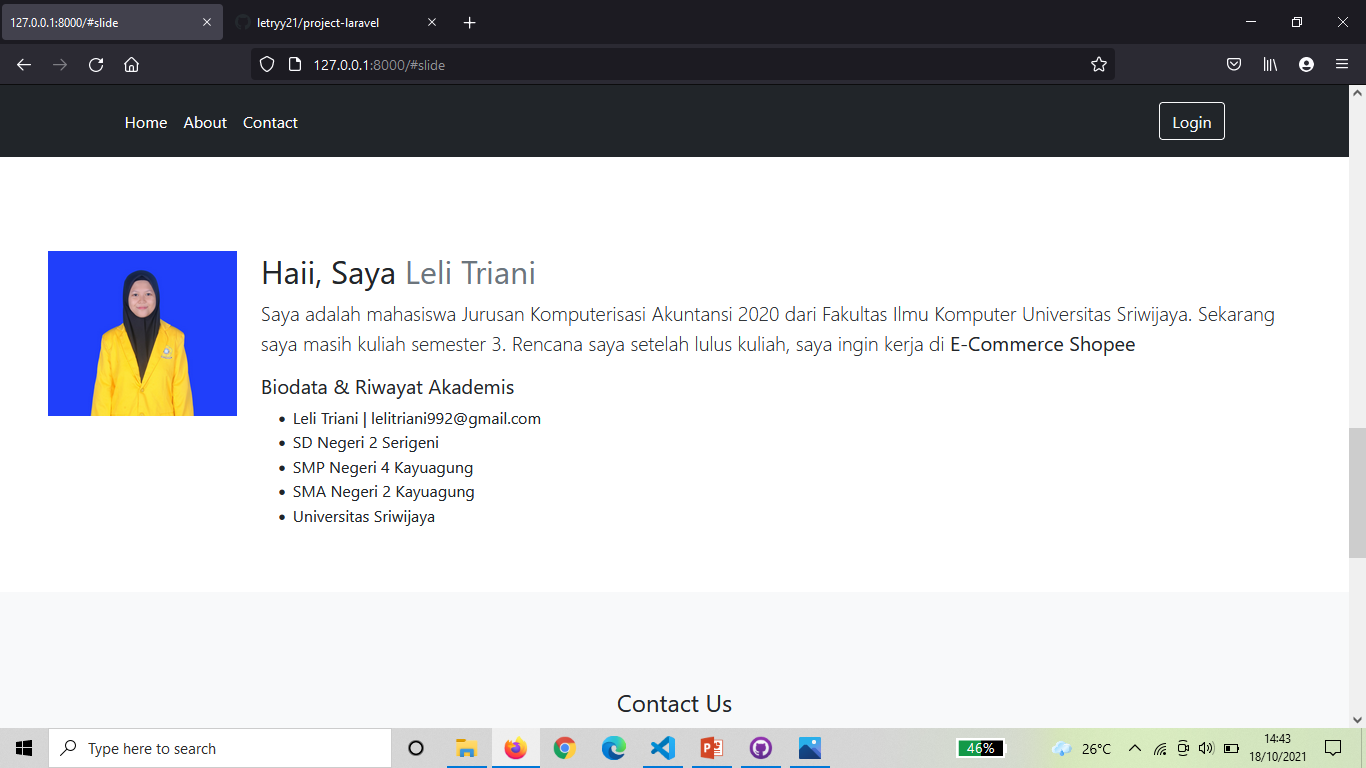 127.0.0.1:8000/#slide
letryy21/project-laravel
127.0.0.1:8000/#slide
Home About Contact Login
Haii, Saya Leli Triani
Saya adalah mahasiswa Jurusan Komputerisasi Akuntansi 2020 dari Fakultas Ilmu Komputer Universitas Sriwijaya. Sekarang
saya masih kuliah semester 3. Rencana saya setelah lulus kuliah, saya ingin kerja di E-Commerce Shopee
Biodata & Riwayat Akademis
Leli Triani | lelitriani992@gmail.com
SD Negeri 2 Serigeni
SMP Negeri 4 Kayuagung
SMA Negeri 2 Kayuagung
Universitas Sriwijaya
Contact Us
Type here to search
46%
26°C
14:43
18/10/2021